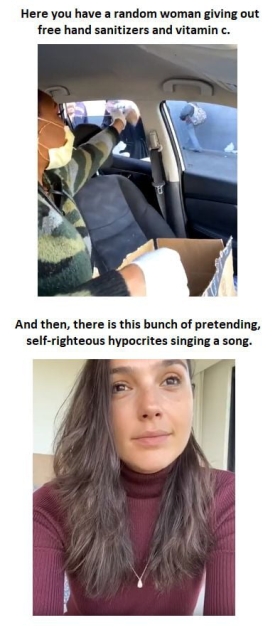 Here you have a random woman giving out
free hand sanitizers and vitamin c.
And then, there is this bunch of pretending,
self-righteous hypocrites singing a song.